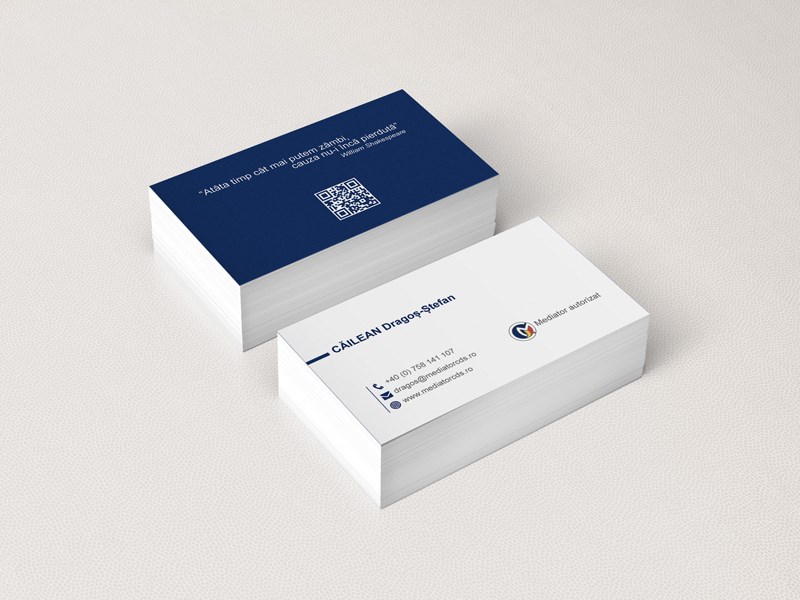 "Atâta timp cât mai putem zâmbi,
cauza nu-i încă pierdută"
William Shakespeare
CĂILEAN Dragoș-Ștefan
+40 (0) 758 141 107
dragos@mediatorcds.ro
www.mediatorcds.ro
Mediator autorizat